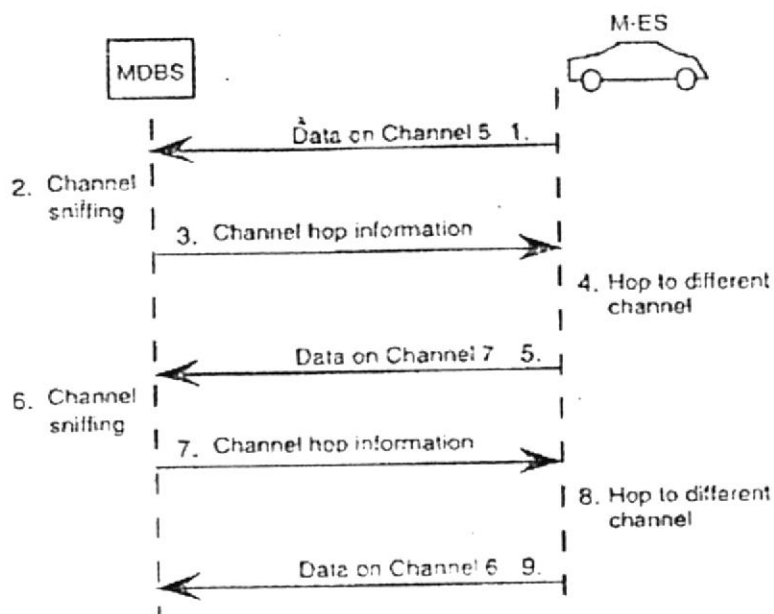 M-ES
MDBS
Data on Channel 5 1.
2. Channel
sniffing
3. Channel hop information
4. Hop to different
channel
Data on Channel 7 5.
6. Channel
sniffing
7. Channel hop information
8. Hop to different
channel
Data on Channel 6 9.